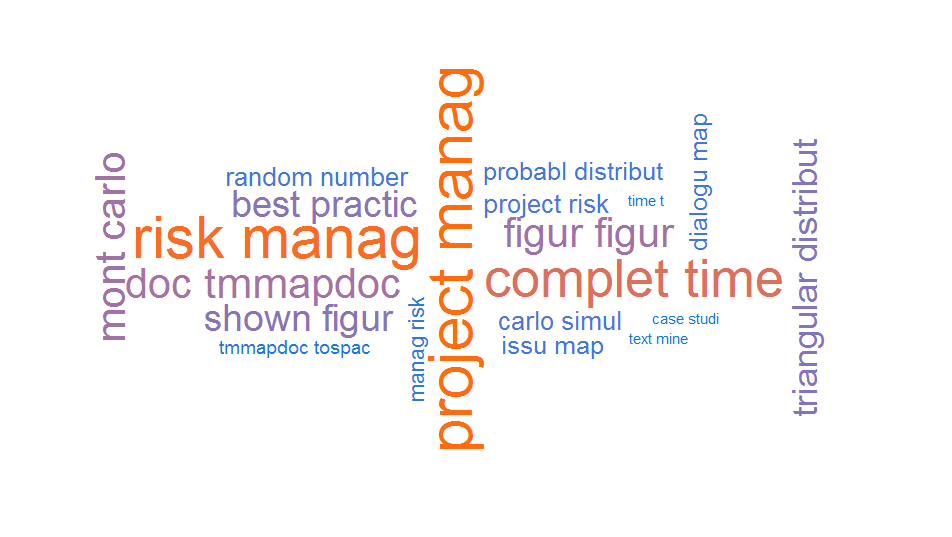 mont carlo
random number
best practic
risk manag
doc tmmapdoc
shown figur
tmmapdoc tospac
manag risk
project manag
probabl distribut
project risk
time t
figur figur
complet time
carlo simul
case studi
issu map
text mine
dialogu map
triangular distribut